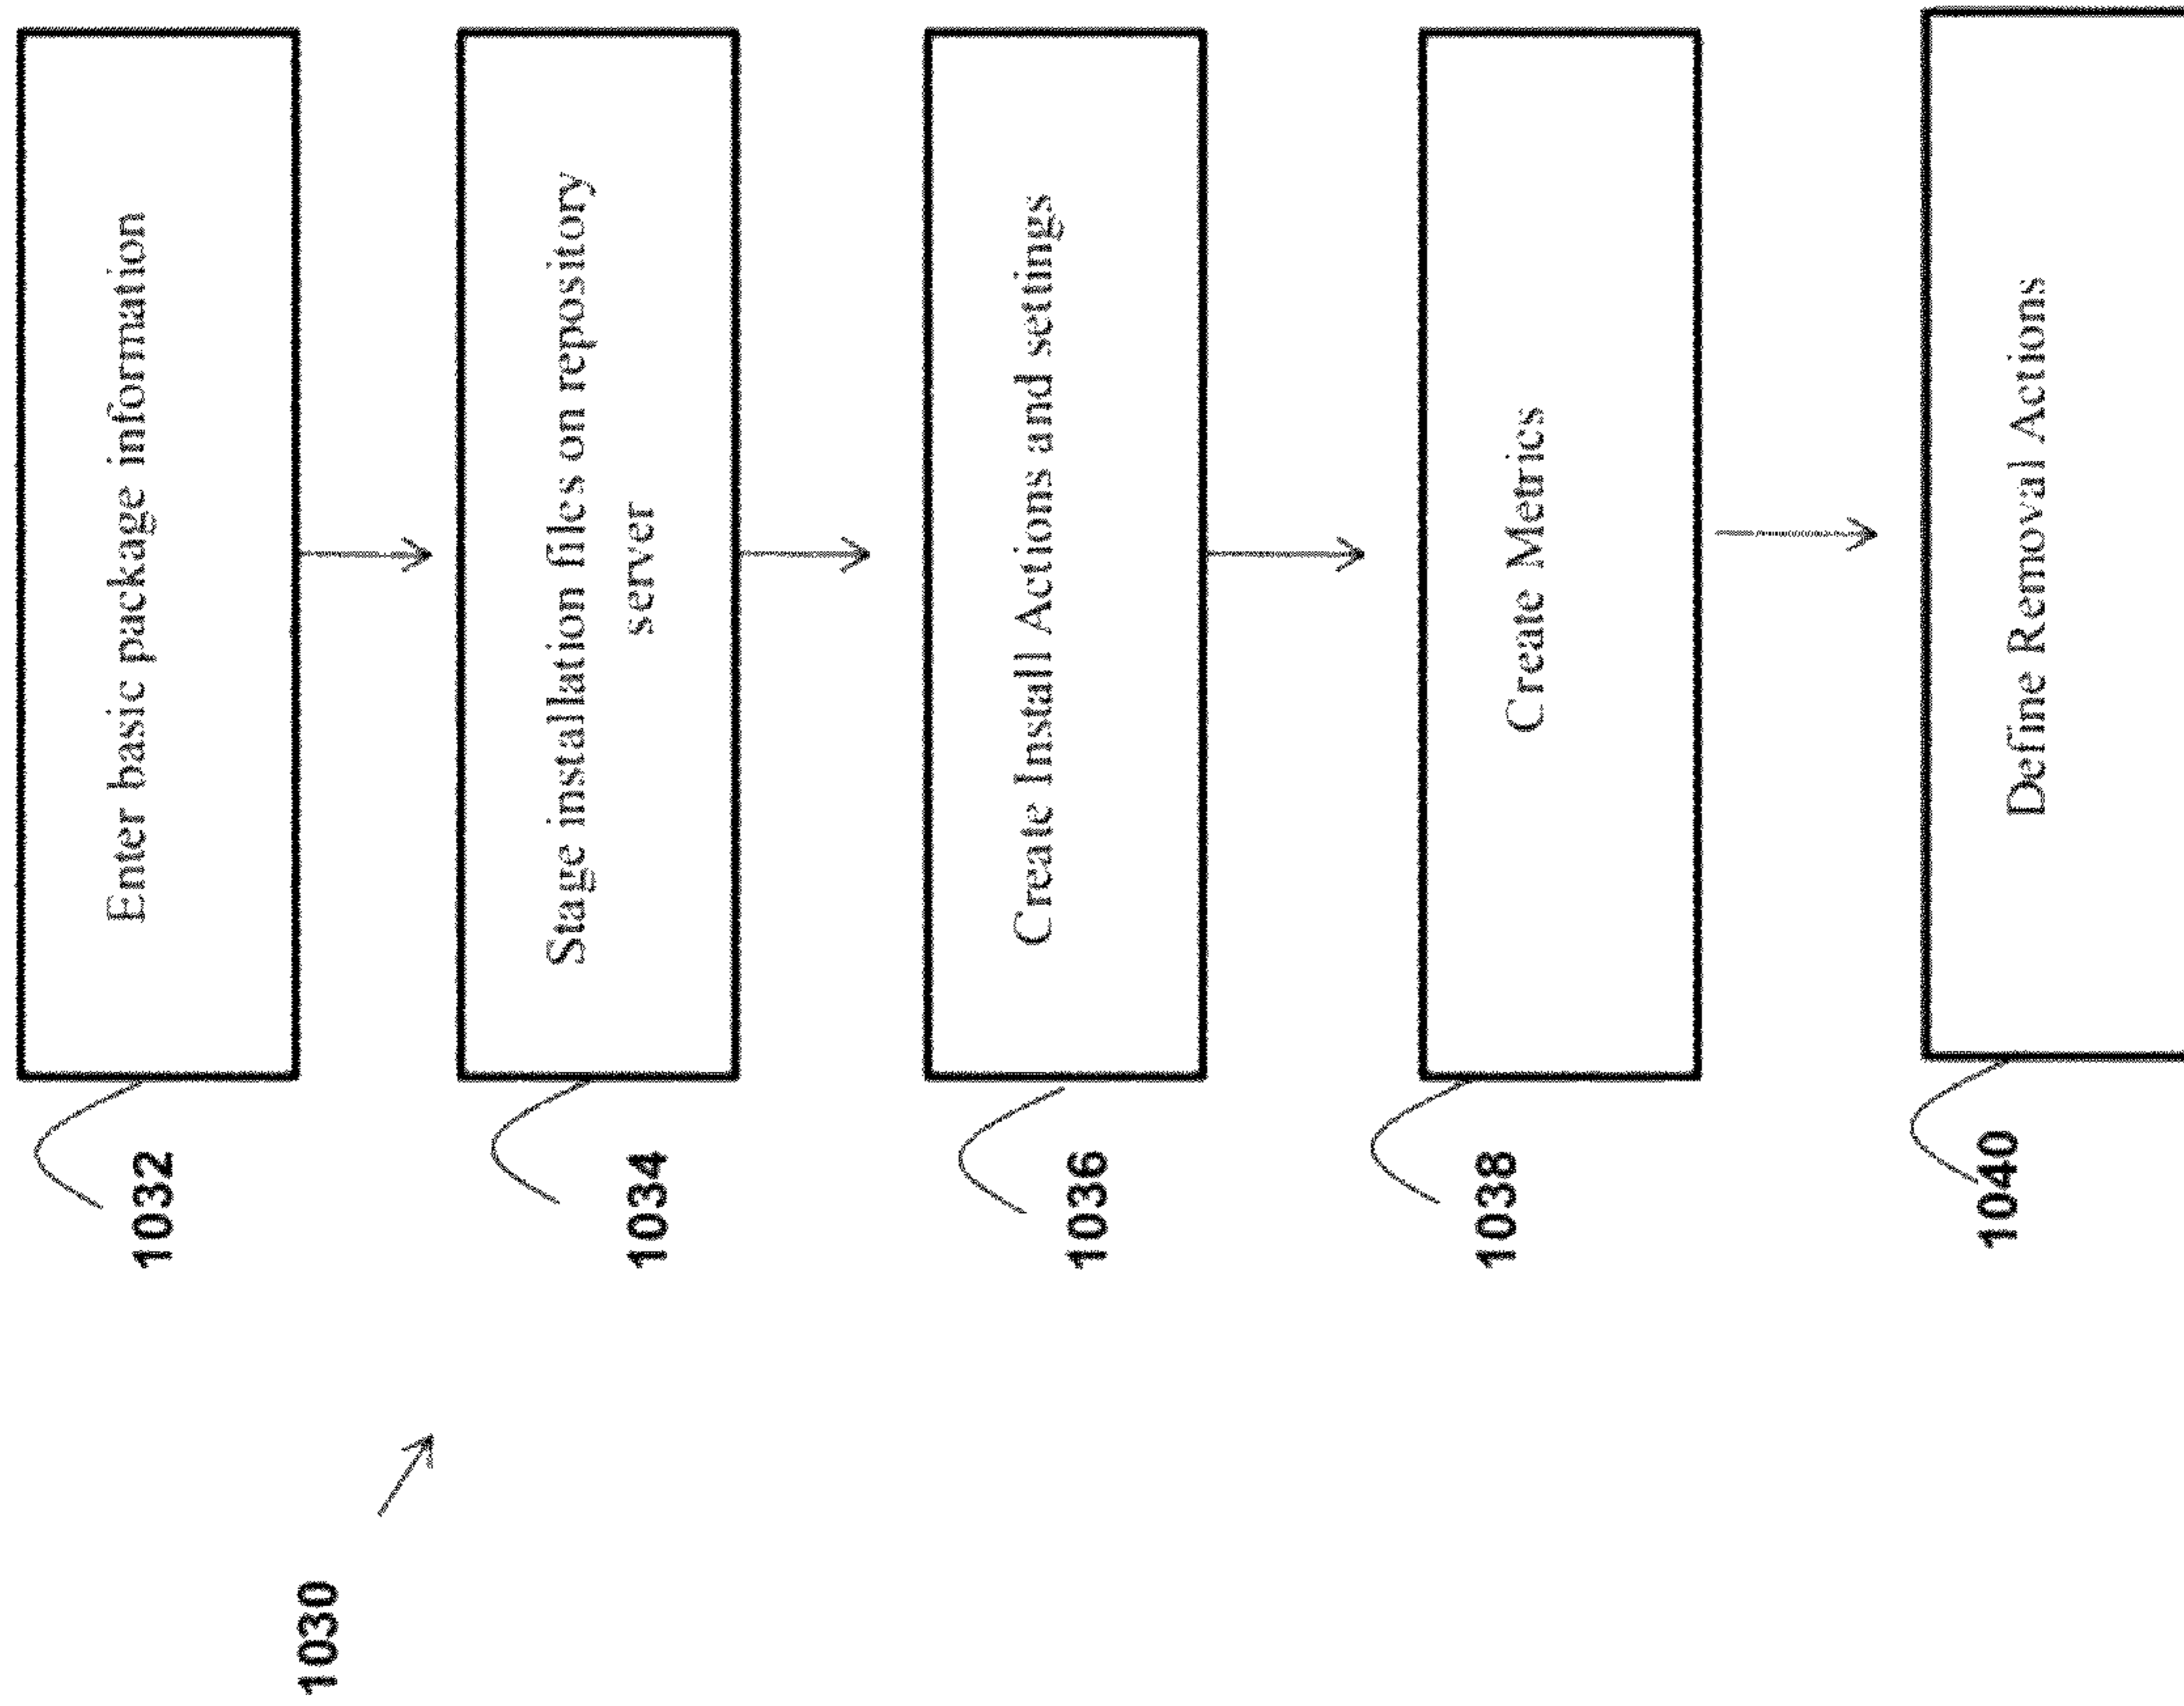 1030
1032
Enter basic package information
1034
Stage installation files on repository
server
1036
Create Install Actions and settings
1038
Create Metrics
1040
Define Removal Actions